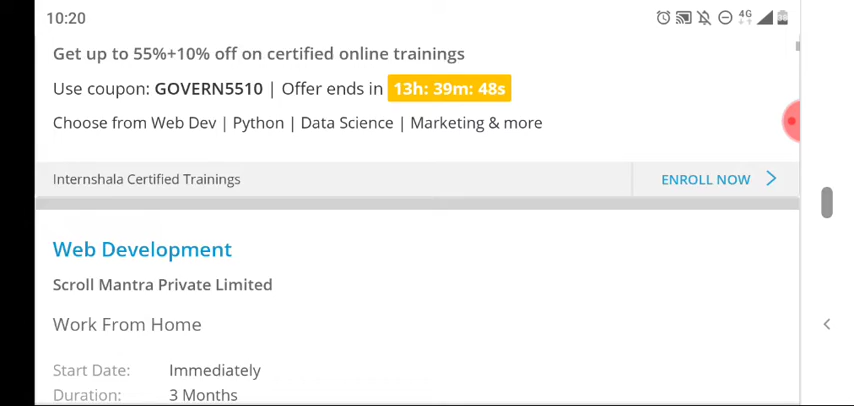 10:20
4G
Get up to 55%+10% off on certified online trainings
Use coupon: GOVERN5510 | Offer ends in 13h: 39m: 48s
Choose from Web Dev | Python | Data Science | Marketing & more
Internshala Certified Trainings ENROLL NOW
Web Development
Scroll Mantra Private Limited
Work From Home
Start Date: Immediately
Duration: 3 Months